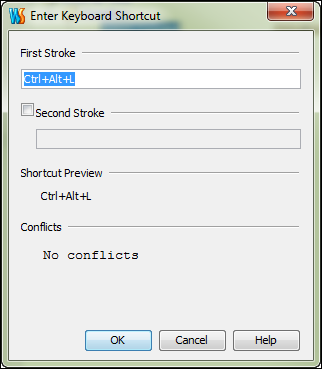 WS Enter Keyboard Shortcut
First Stroke
Ctrl+Alt+L
Second Stroke
Shortcut Preview
Ctrl+Alt+L
Conflicts
No conflicts
OK Cancel Help